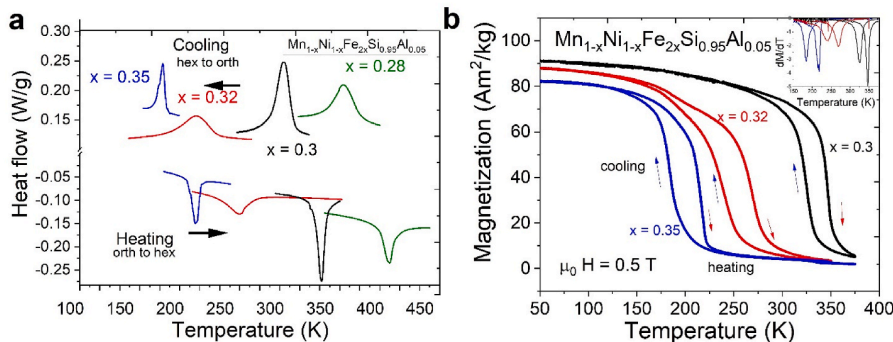 a
Mn1-xNi1-xFe2xSi0.95Al0.05
Cooling
hex to orth
x = 0.35
x = 0.32
x = 0.28
x = 0.3
Heating
orth to hex
Heat flow (W/g)
0.30
0.25
0.20
0.15
-0.05
-0.10
-0.15
-0.20
-0.25
100 150 200 250 300 350 400 450
Temperature (K)
b
Mn1-xNi1-xFe2xSi0.95Al0.05
dM/dT
Temperature (K)
x = 0.32
x = 0.3
cooling
x = 0.35
heating
μ0 H = 0.5 T
Magnetization (Am2/kg)
100
80
60
40
20
0
50 100 150 200 250 300 350 400
Temperature (K)